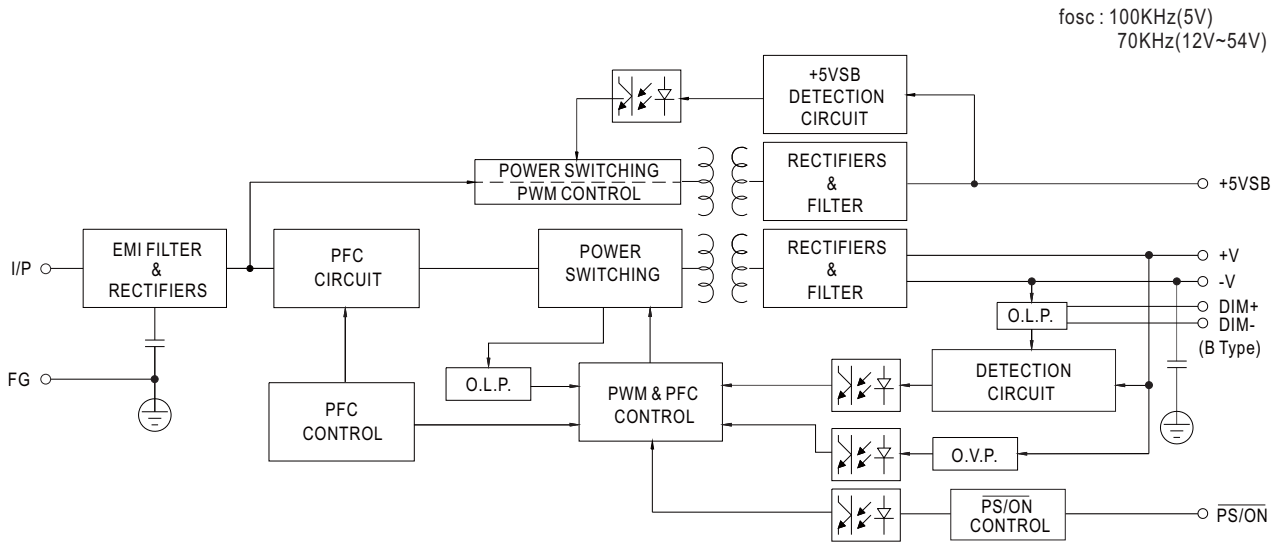 fosc : 100KHz(5V)
70KHz(12V~54V)
+5VSB
DETECTION
CIRCUIT
POWER SWITCHING
PWM CONTROL
RECTIFIERS
&
FILTER
+5VSB
I/P
EMI FILTER
&
RECTIFIERS
PFC
CIRCUIT
POWER
SWITCHING
RECTIFIERS
&
FILTER
+V
-V
O.L.P.
DIM+
DIM-
(B Type)
FG
PFC
CONTROL
O.L.P.
PWM & PFC
CONTROL
DETECTION
CIRCUIT
O.V.P.
PS/ON
CONTROL
PS/ON